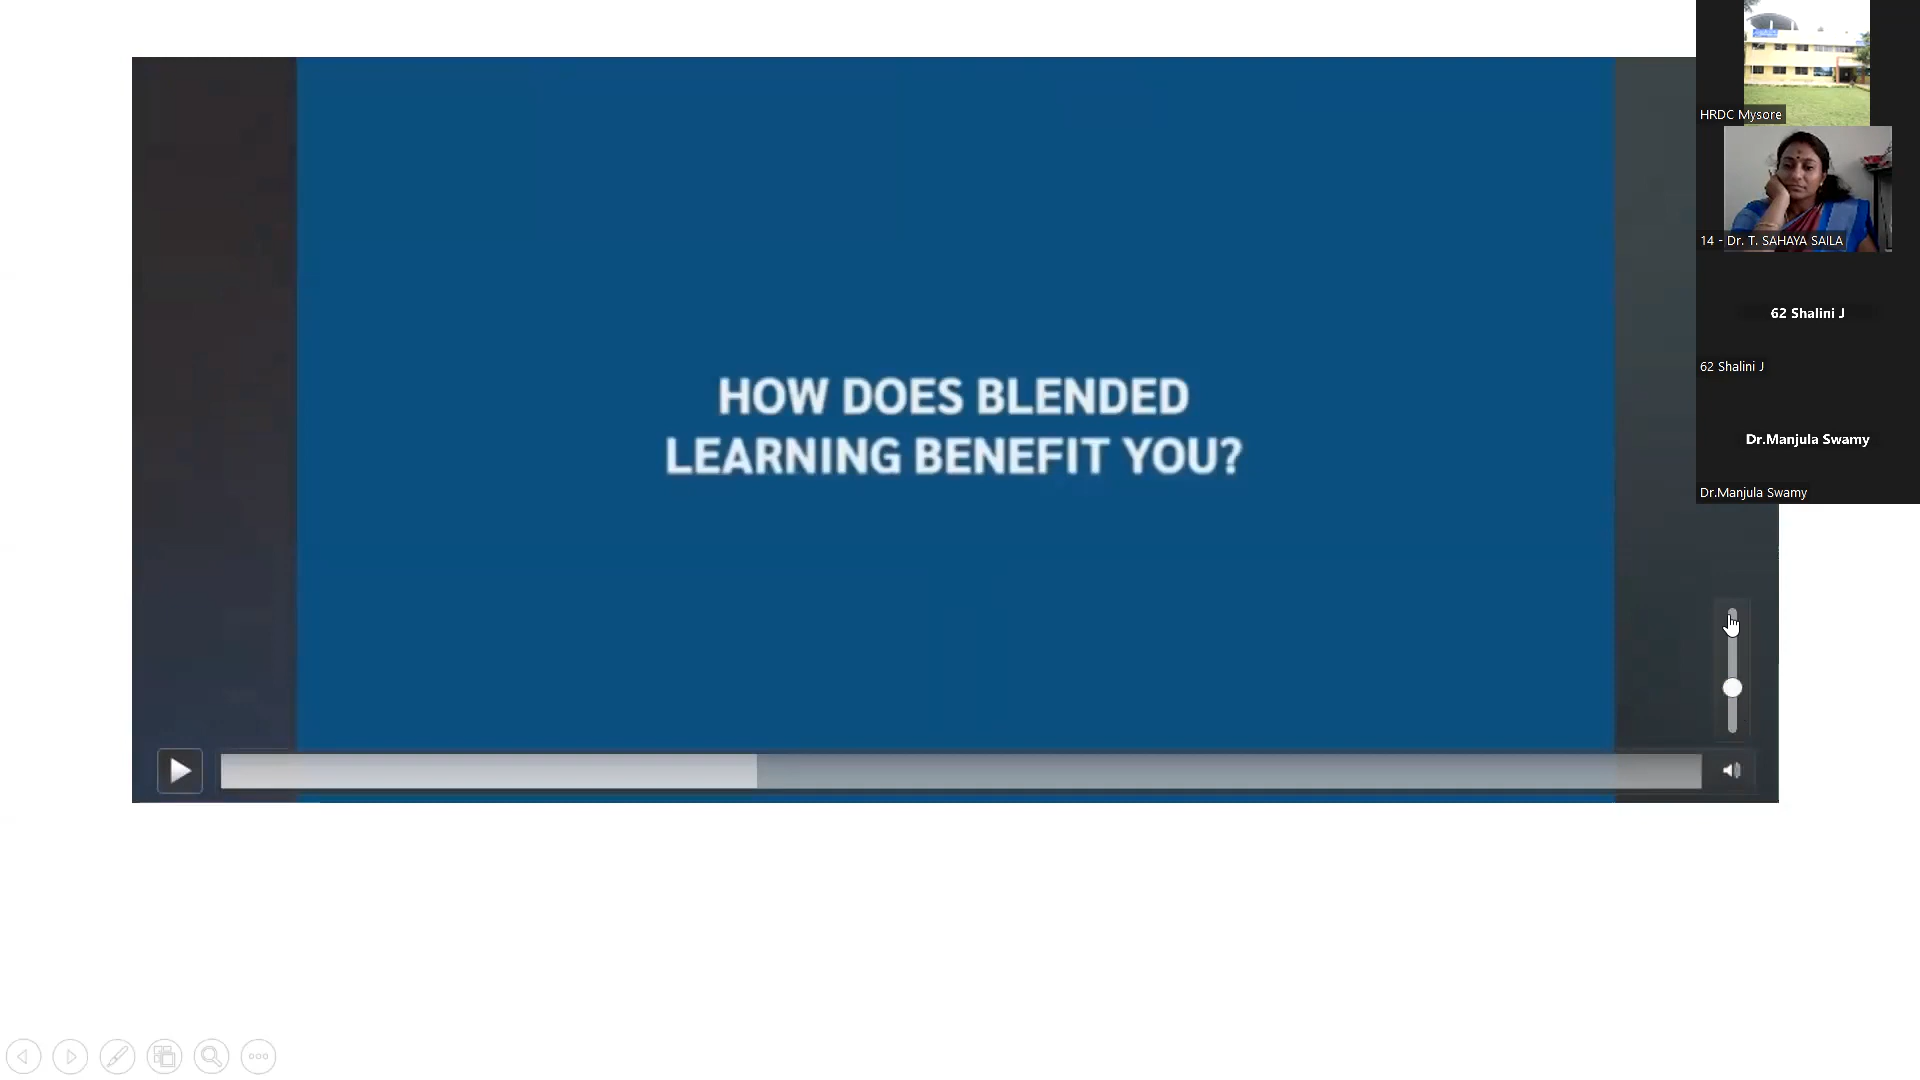 HOW DOES BLENDED
LEARNING BENEFIT YOU?
HRDC Mysore
14 - Dr. T. SAHAYA SAILA
62 Shalini J
62 Shalini J
Dr.Manjula Swamy
Dr.Manjula Swamy